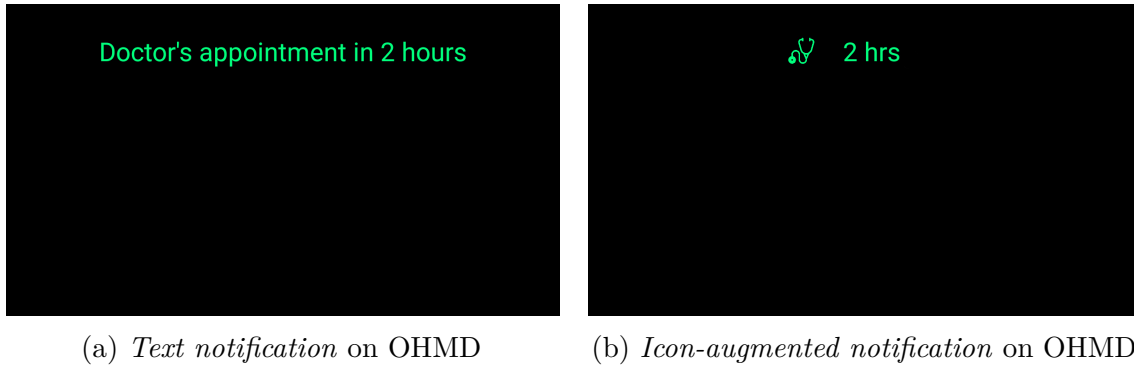 Doctor's appointment in 2 hours
2 hrs
(a) Text notification on OHMD
(b) Icon-augmented notification on OHMD